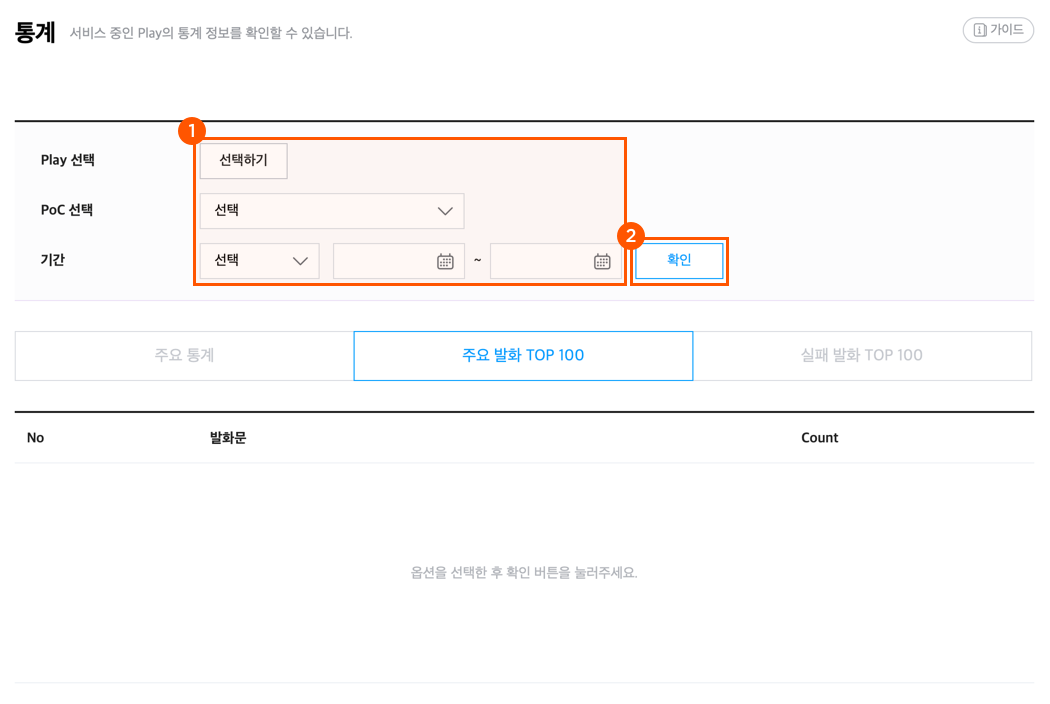 통계 서비스 중인 Play의 통계 정보를 확인할 수 있습니다.
가이드
1
Play 선택 선택하기
PoC 선택 선택
2
기간 선택 ~ 확인
주요 통계 주요 발화 TOP 100 실패 발화 TOP 100
No 발화문 Count
옵션을 선택한 후 확인 버튼을 눌러주세요.